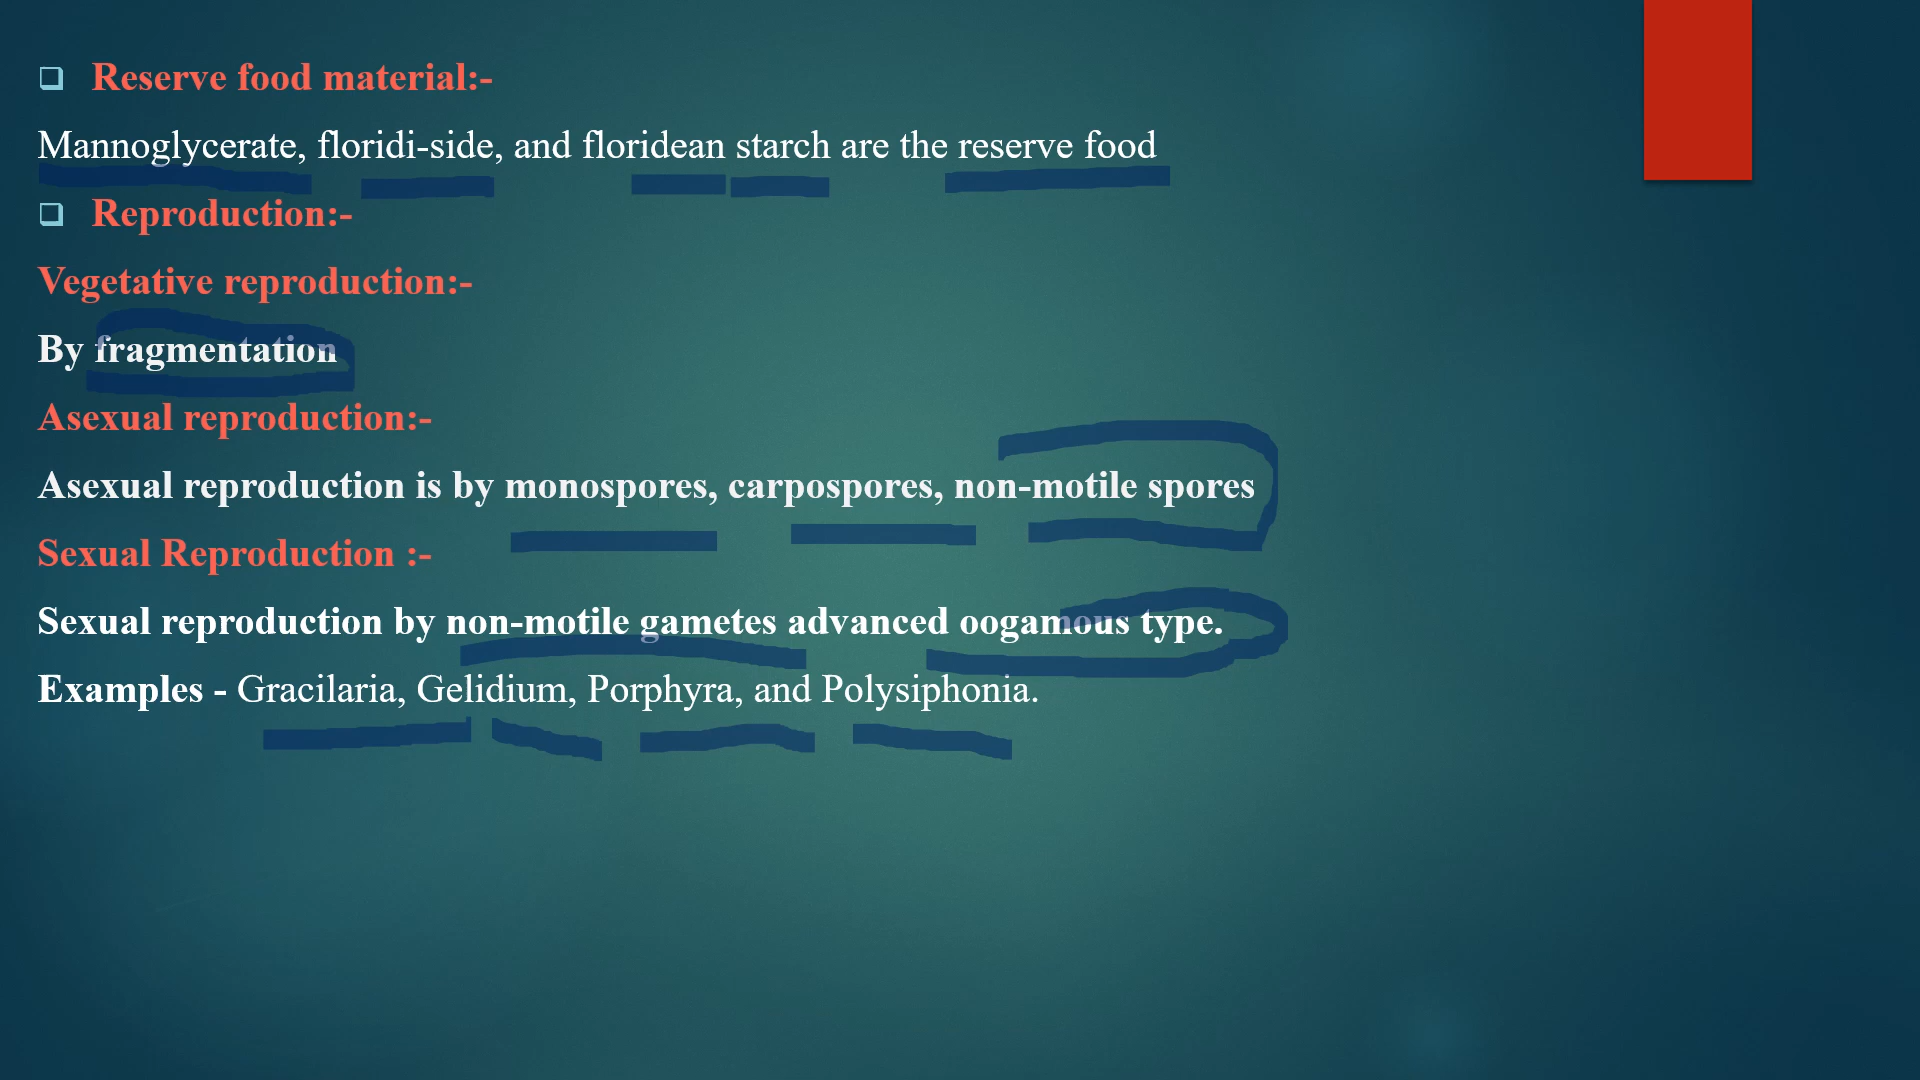 Reserve food material:-
Mannoglycerate, floridi-side, and floridean starch are the reserve food
Reproduction:-
Vegetative reproduction:-
By fragmentation
Asexual reproduction:-
Asexual reproduction is by monospores, carpospores, non-motile spores
Sexual Reproduction :-
Sexual reproduction by non-motile gametes advanced oogamous type.
Examples - Gracilaria, Gelidium, Porphyra, and Polysiphonia.